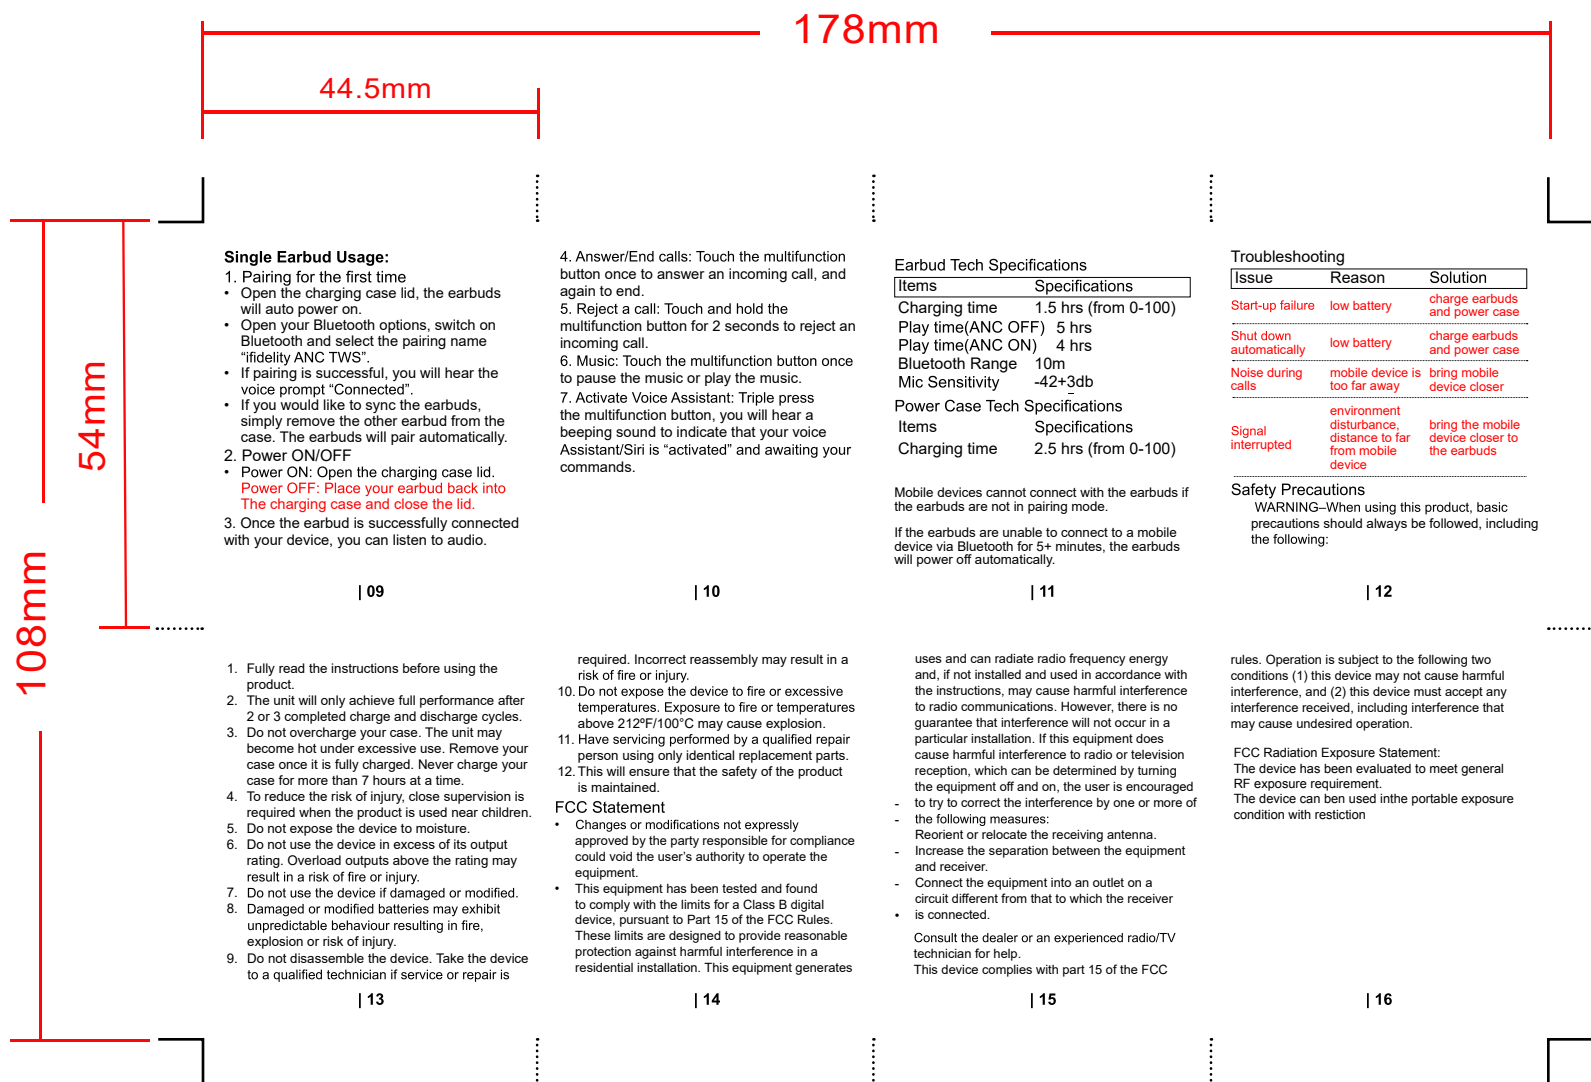 178mm
44.5mm
54mm
108mm
Single Earbud Usage:
1. Pairing for the first time
• Open the charging case lid, the earbuds
will auto power on.
• Open your Bluetooth options, switch on
Bluetooth and select the pairing name
“ifidelity ANC TWS”.
• If pairing is successful, you will hear the
voice prompt “Connected”.
• If you would like to sync the earbuds,
simply remove the other earbud from the
case. The earbuds will pair automatically.
2. Power ON/OFF
• Power ON: Open the charging case lid.
Power OFF: Place your earbud back into
The charging case and close the lid.
3. Once the earbud is successfully connected
with your device, you can listen to audio.
| 09
4. Answer/End calls: Touch the multifunction
button once to answer an incoming call, and
again to end.
5. Reject a call: Touch and hold the
multifunction button for 2 seconds to reject an
incoming call.
6. Music: Touch the multifunction button once
to pause the music or play the music.
7. Activate Voice Assistant: Triple press
the multifunction button, you will hear a
beeping sound to indicate that your voice
Assistant/Siri is “activated” and awaiting your
commands.
| 10
Earbud Tech Specifications
Items Specifications
Charging time 1.5 hrs (from 0-100)
Play time(ANC OFF) 5 hrs
Play time(ANC ON) 4 hrs
Bluetooth Range 10m
Mic Sensitivity -42+3db
Power Case Tech Specifications
Items Specifications
Charging time 2.5 hrs (from 0-100)
Mobile devices cannot connect with the earbuds if
the earbuds are not in pairing mode.
If the earbuds are unable to connect to a mobile
device via Bluetooth for 5+ minutes, the earbuds
will power off automatically.
| 11
Troubleshooting
Issue Reason Solution
Start-up failure low battery charge earbuds
and power case
Shut down
automatically low battery charge earbuds
and power case
Noise during
calls mobile device is
too far away bring mobile
device closer
Signal
interrupted environment
disturbance,
distance to far
from mobile
device bring the mobile
device closer to
the earbuds
Safety Precautions
WARNING–When using this product, basic
precautions should always be followed, including
the following:
| 12
1. Fully read the instructions before using the
product.
2. The unit will only achieve full performance after
2 or 3 completed charge and discharge cycles.
3. Do not overcharge your case. The unit may
become hot under excessive use. Remove your
case once it is fully charged. Never charge your
case for more than 7 hours at a time.
4. To reduce the risk of injury, close supervision is
required when the product is used near children.
5. Do not expose the device to moisture.
6. Do not use the device in excess of its output
rating. Overload outputs above the rating may
result in a risk of fire or injury.
7. Do not use the device if damaged or modified.
8. Damaged or modified batteries may exhibit
unpredictable behaviour resulting in fire,
explosion or risk of injury.
9. Do not disassemble the device. Take the device
to a qualified technician if service or repair is
| 13
required. Incorrect reassembly may result in a
risk of fire or injury.
10. Do not expose the device to fire or excessive
temperatures. Exposure to fire or temperatures
above 212ºF/100°C may cause explosion.
11. Have servicing performed by a qualified repair
person using only identical replacement parts.
12. This will ensure that the safety of the product
is maintained.
FCC Statement
• Changes or modifications not expressly
approved by the party responsible for compliance
could void the user’s authority to operate the
equipment.
• This equipment has been tested and found
to comply with the limits for a Class B digital
device, pursuant to Part 15 of the FCC Rules.
These limits are designed to provide reasonable
protection against harmful interference in a
residential installation. This equipment generates
| 14
uses and can radiate radio frequency energy
and, if not installed and used in accordance with
the instructions, may cause harmful interference
to radio communications. However, there is no
guarantee that interference will not occur in a
particular installation. If this equipment does
cause harmful interference to radio or television
reception, which can be determined by turning
the equipment off and on, the user is encouraged
- to try to correct the interference by one or more of
- the following measures:
Reorient or relocate the receiving antenna.
- Increase the separation between the equipment
and receiver.
- Connect the equipment into an outlet on a
circuit different from that to which the receiver
• is connected.
Consult the dealer or an experienced radio/TV
technician for help.
This device complies with part 15 of the FCC
| 15
rules. Operation is subject to the following two
conditions (1) this device may not cause harmful
interference, and (2) this device must accept any
interference received, including interference that
may cause undesired operation.
FCC Radiation Exposure Statement:
The device has been evaluated to meet general
RF exposure requirement.
The device can ben used inthe portable exposure
condition with restiction
| 16